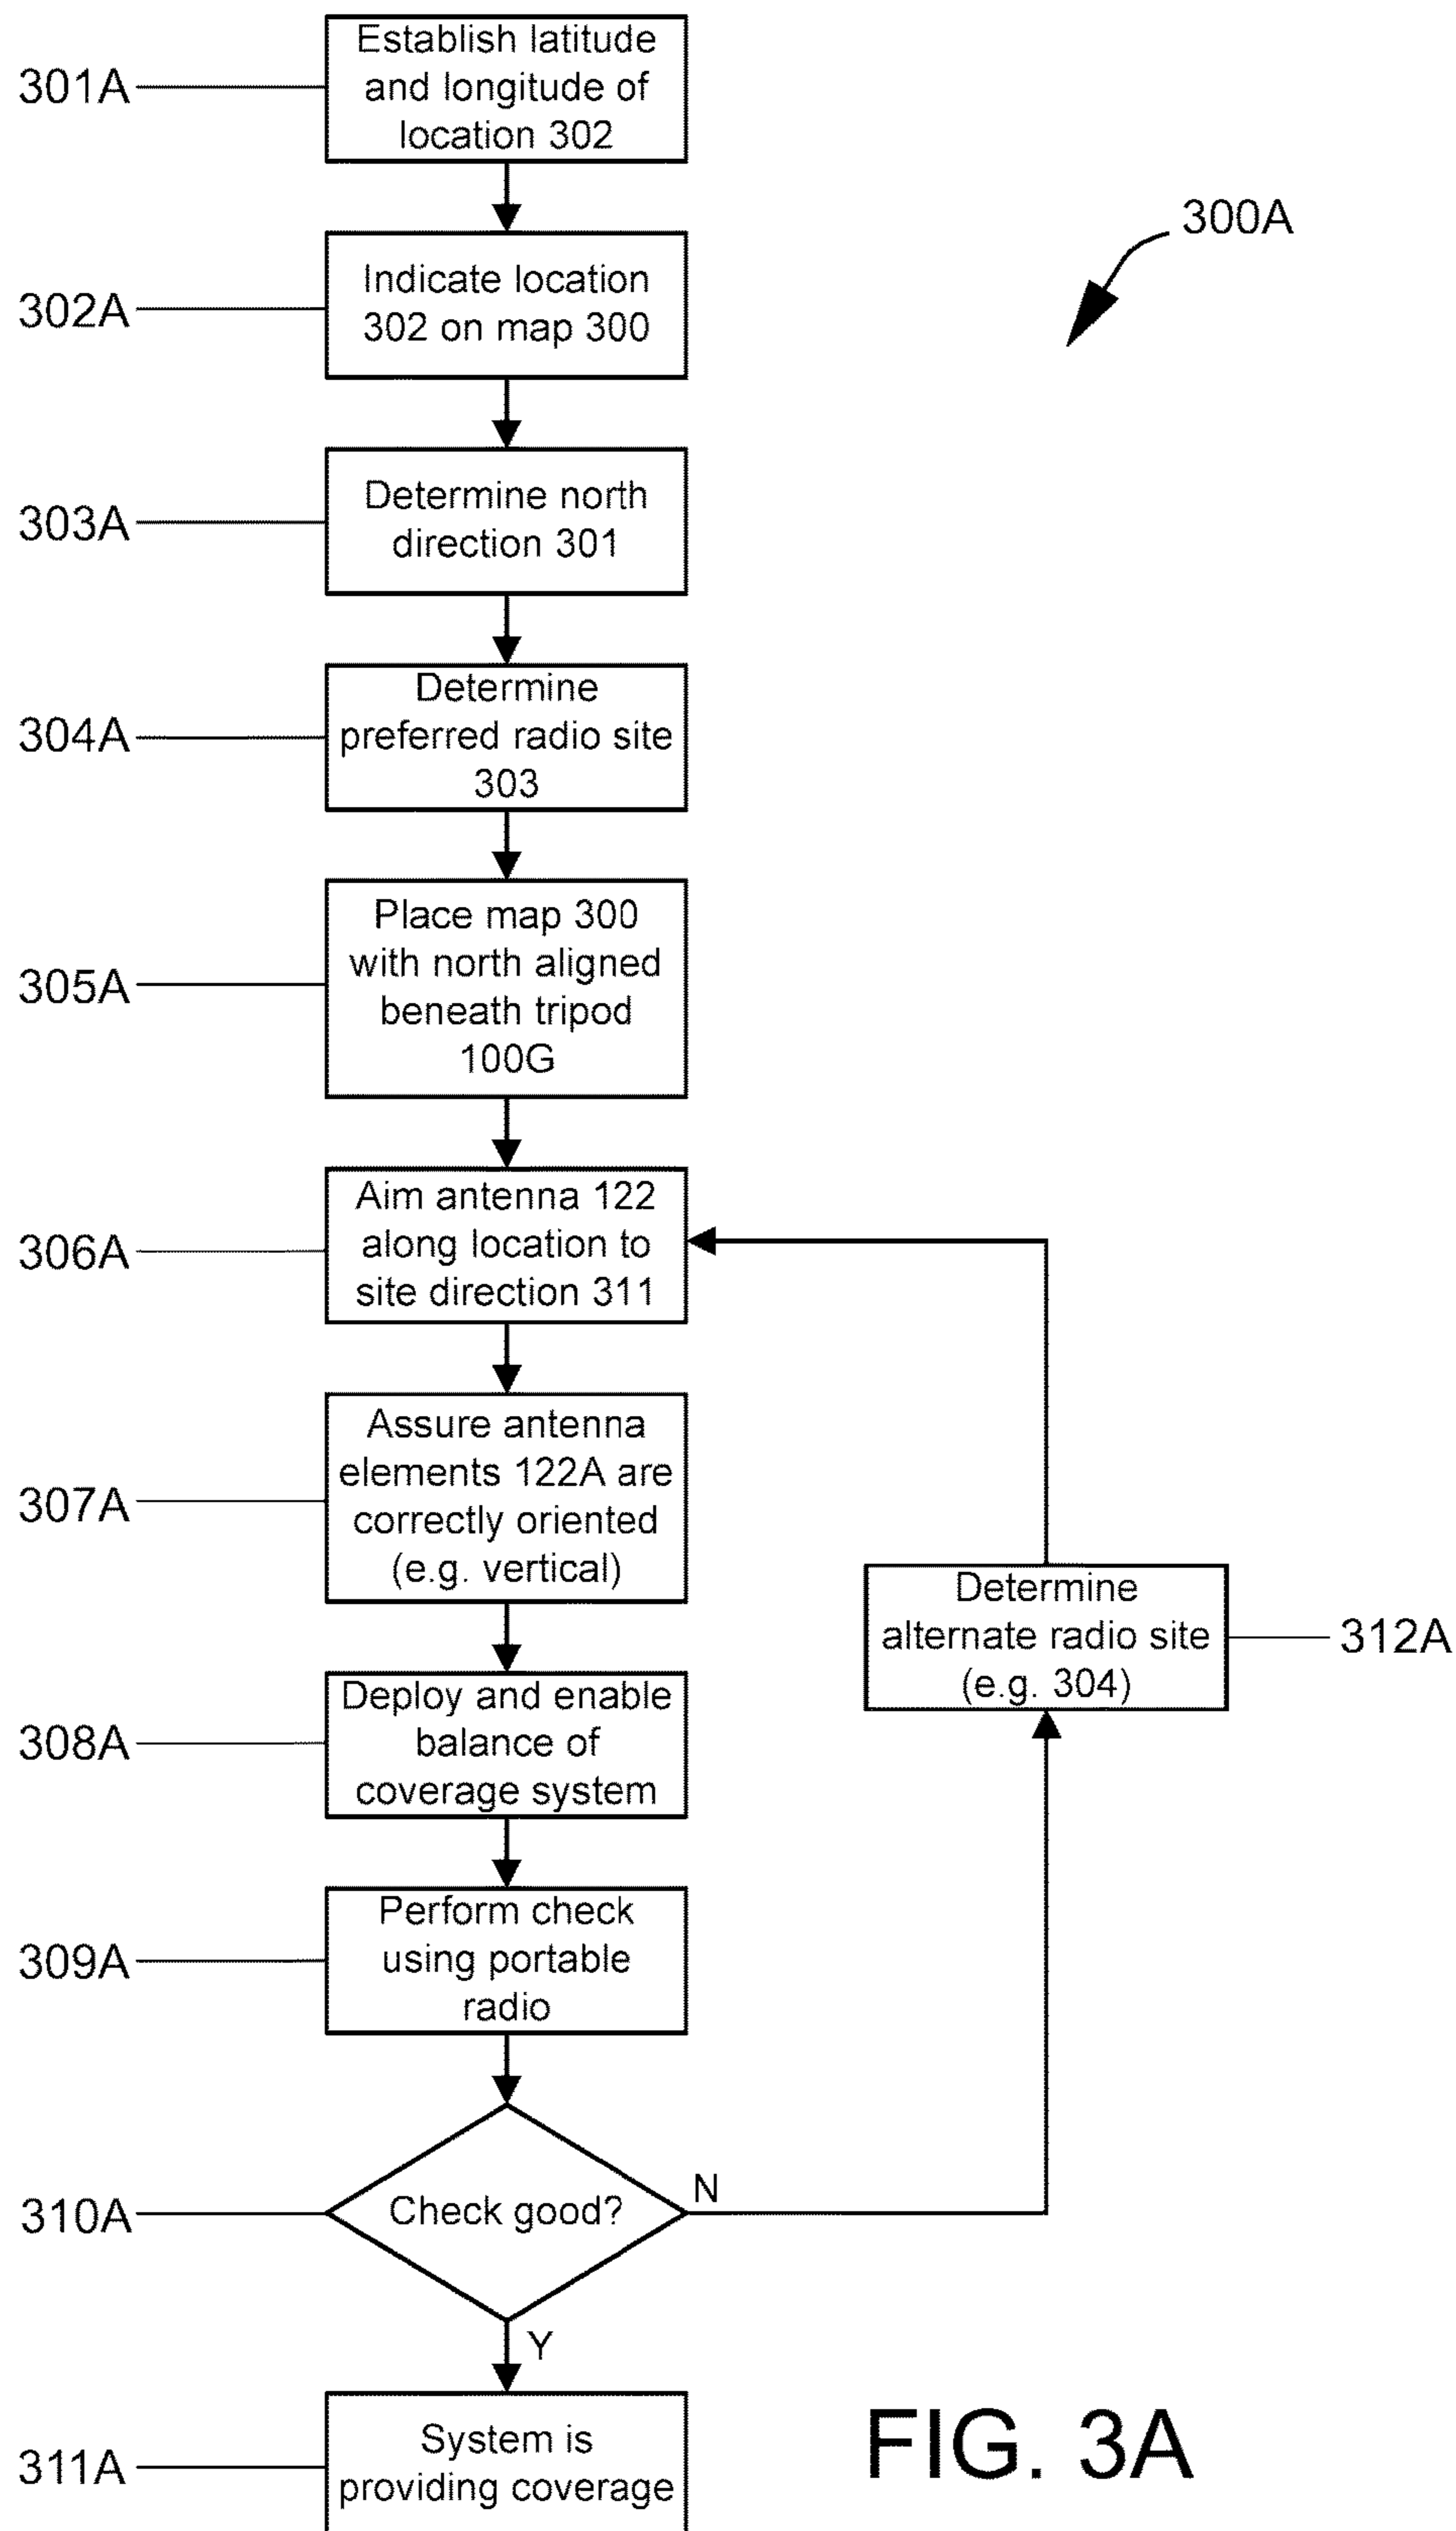 301A
Establish latitude
and longitude of
location 302
300A
302A
Indicate location
302 on map 300
303A
Determine north
direction 301
304A
Determine
preferred radio site
303
305A
Place map 300
with north aligned
beneath tripod
100G
306A
Aim antenna 122
along location to
site direction 311
307A
Assure antenna
elements 122A are
correctly oriented
(e.g. vertical)
Determine
alternate radio site
(e.g. 304)
312A
308A
Deploy and enable
balance of
coverage system
309A
Perform check
using portable
radio
310A
Check good?
N
Y
311A
System is
providing coverage
FIG. 3A